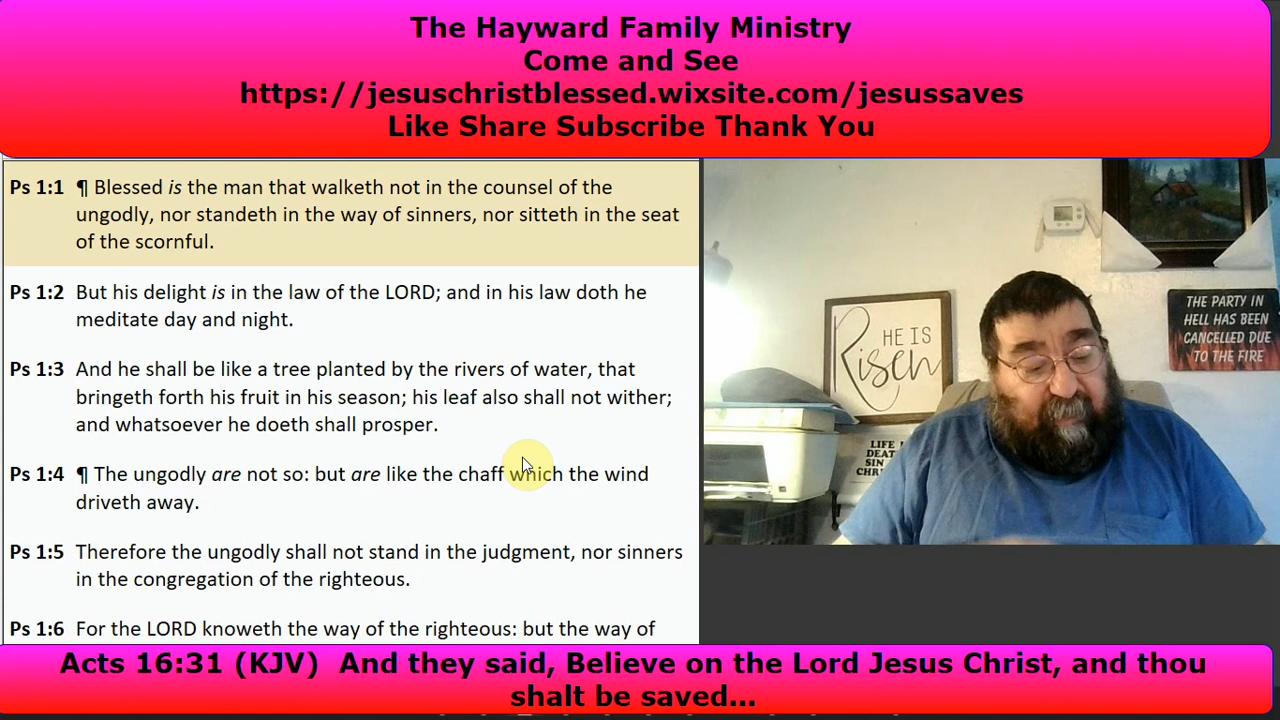 The Hayward Family Ministry
Come and See
https://jesuschristblessed.wixsite.com/jesussaves
Like Share Subscribe Thank You
Ps 1:1 ¶ Blessed is the man that walketh not in the counsel of the
ungodly, nor standeth in the way of sinners, nor sitteth in the seat
of the scornful.
Ps 1:2 But his delight is in the law of the LORD; and in his law doth he
meditate day and night.
Ps 1:3 And he shall be like a tree planted by the rivers of water, that
bringeth forth his fruit in his season; his leaf also shall not wither;
and whatsoever he doeth shall prosper.
Ps 1:4 ¶ The ungodly are not so: but are like the chaff which the wind
driveth away.
Ps 1:5 Therefore the ungodly shall not stand in the judgment, nor sinners
in the congregation of the righteous.
Ps 1:6 For the LORD knoweth the way of the righteous: but the way of
HE IS
Risen
THE PARTY IN
HELL HAS BEEN
CANCELLED DUE
TO THE FIRE
LIFE
DEAT
SIN
CHR
Acts 16:31 (KJV) And they said, Believe on the Lord Jesus Christ, and thou
shalt be saved...